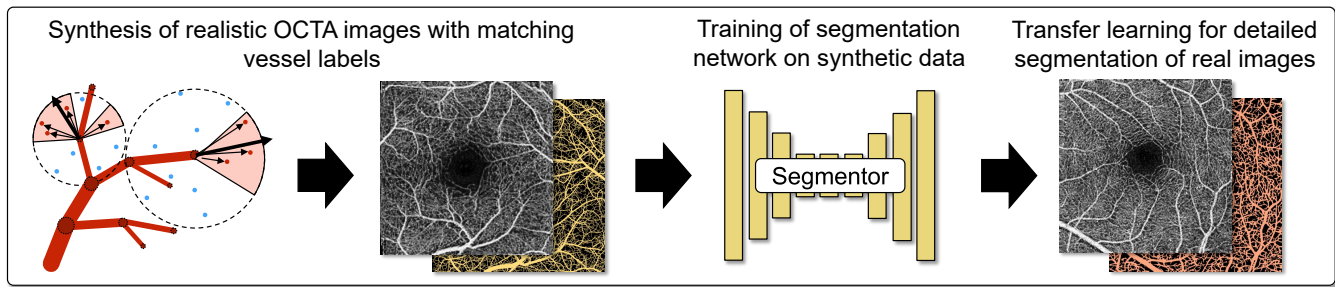 Synthesis of realistic OCTA images with matching
vessel labels
Training of segmentation
network on synthetic data
Segmentor
Transfer learning for detailed
segmentation of real images